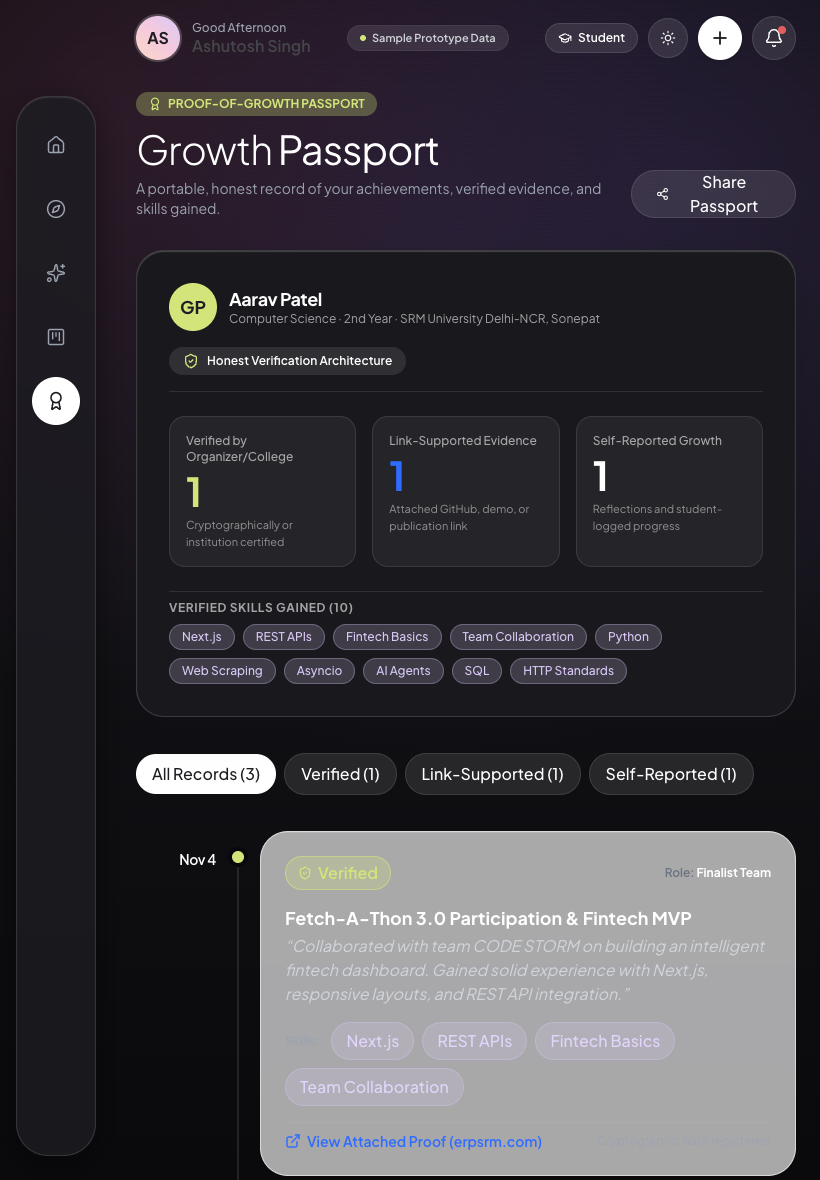 AS
Good Afternoon
Ashutosh Singh
Sample Prototype Data
Student
PROOF-OF-GROWTH PASSPORT
Growth Passport
A portable, honest record of your achievements, verified evidence, and
skills gained.
Share
Passport
GP
Aarav Patel
Computer Science · 2nd Year · SRM University Delhi-NCR, Sonepat
Honest Verification Architecture
Verified by
Organizer/College
1
Cryptographically or
institution certified
Link-Supported Evidence
1
Attached GitHub, demo, or
publication link
Self-Reported Growth
1
Reflections and student-
logged progress
VERIFIED SKILLS GAINED (10)
Next.js REST APIs Fintech Basics Team Collaboration Python
Web Scraping Asyncio AI Agents SQL HTTP Standards
All Records (3) Verified (1) Link-Supported (1) Self-Reported (1)
Nov 4
Verified
Role: Finalist Team
Fetch-A-Thon 3.0 Participation & Fintech MVP
“Collaborated with team CODE STORM on building an intelligent
fintech dashboard. Gained solid experience with Next.js,
responsive layouts, and REST API integration.”
Skills: Next.js REST APIs Fintech Basics
Team Collaboration
View Attached Proof (erpsrm.com)